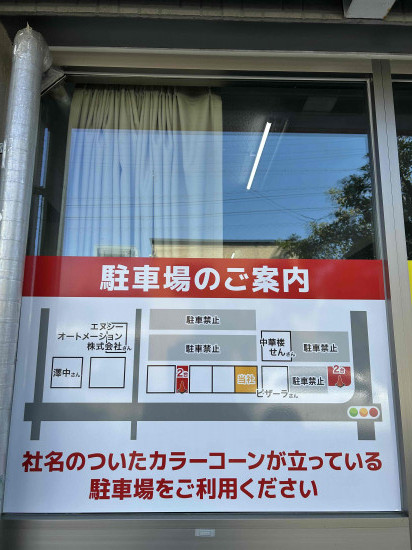 駐車場のご案内
駐車禁止
エヌシー
オートメーション
株式会社さん
駐車禁止
中華楼
せんさん
駐車禁止
澤中さん
2台
当社
ピザーラさん
駐車禁止
2台
社名のついたカラーコーンが立っている
駐車場をご利用ください